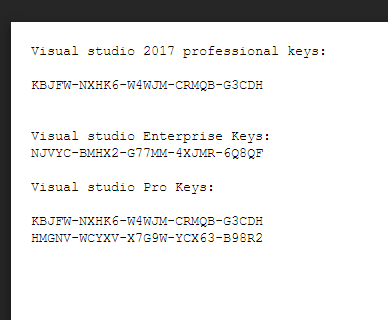 Visual studio 2017 professional keys:
KBJFW-NXHK6-W4WJM-CRMQB-G3CDH
Visual studio Enterprise Keys:
NJVYC-BMHX2-G77MM-4XJMR-6Q8QF
Visual studio Pro Keys:
KBJFW-NXHK6-W4WJM-CRMQB-G3CDH
HMGNV-WCYXV-X7G9W-YCX63-B98R2